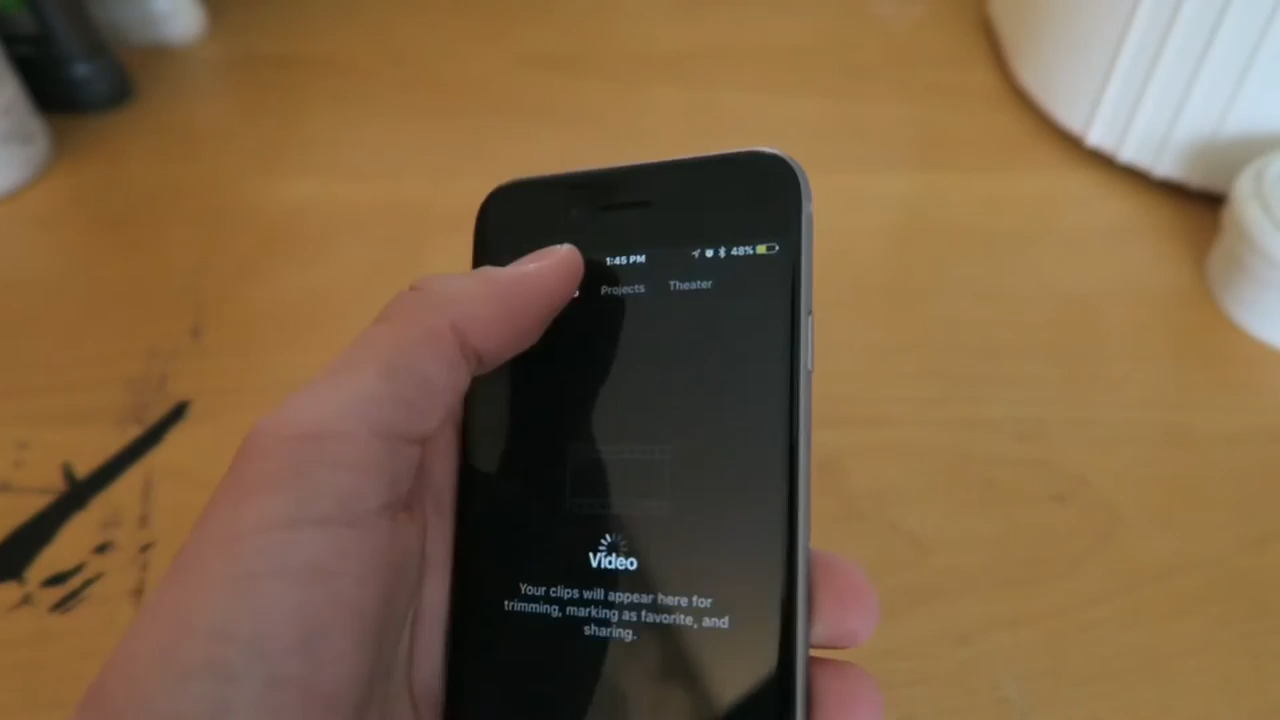 1:45 PM 48%
Projects Theater
Video
Your clips will appear here for
trimming, marking as favorite, and
sharing.